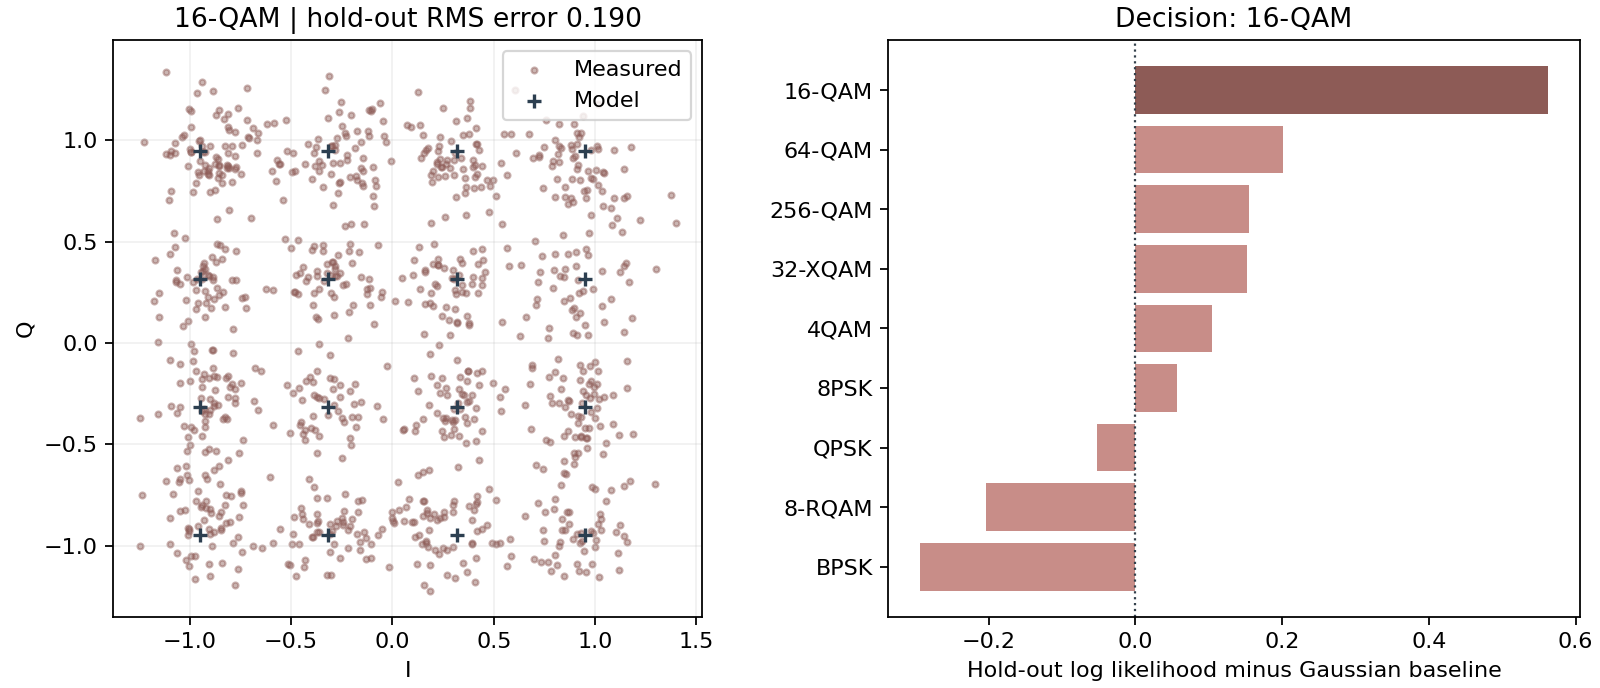 16-QAM | hold-out RMS error 0.190
Measured
Model
Q
1.0
0.5
0.0
−0.5
−1.0
−1.0
−0.5
0.0
0.5
1.0
1.5
I
Decision: 16-QAM
16-QAM
64-QAM
256-QAM
32-XQAM
4QAM
8PSK
QPSK
8-RQAM
BPSK
−0.2
0.0
0.2
0.4
0.6
Hold-out log likelihood minus Gaussian baseline